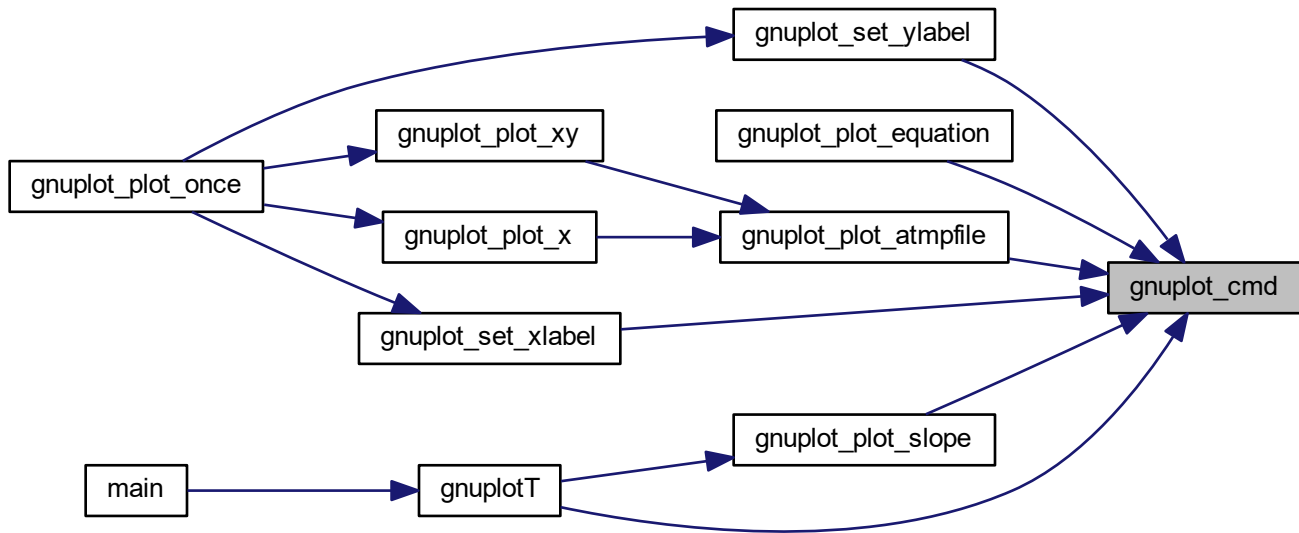 gnuplot_set_ylabel
gnuplot_plot_xy
gnuplot_plot_equation
gnuplot_plot_once
gnuplot_plot_x
gnuplot_plot_atmpfile
gnuplot_cmd
gnuplot_set_xlabel
gnuplot_plot_slope
main
gnuplotT